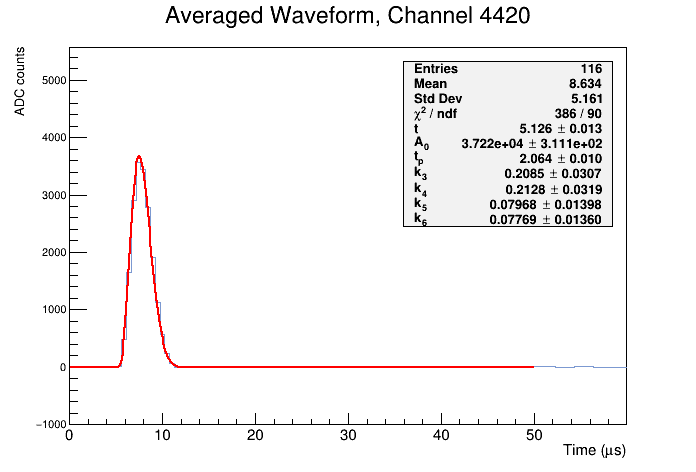 Averaged Waveform, Channel 4420
ADC counts
Entries 116
Mean 8.634
Std Dev 5.161
χ² / ndf 386 / 90
t 5.126 ± 0.013
A₀ 3.722e+04 ± 3.111e+02
tₚ 2.064 ± 0.010
k₃ 0.2085 ± 0.0307
k₄ 0.2128 ± 0.0319
k₅ 0.07968 ± 0.01398
k₆ 0.07769 ± 0.01360
5000
4000
3000
2000
1000
0
−1000
0 10 20 30 40 50
Time (μs)